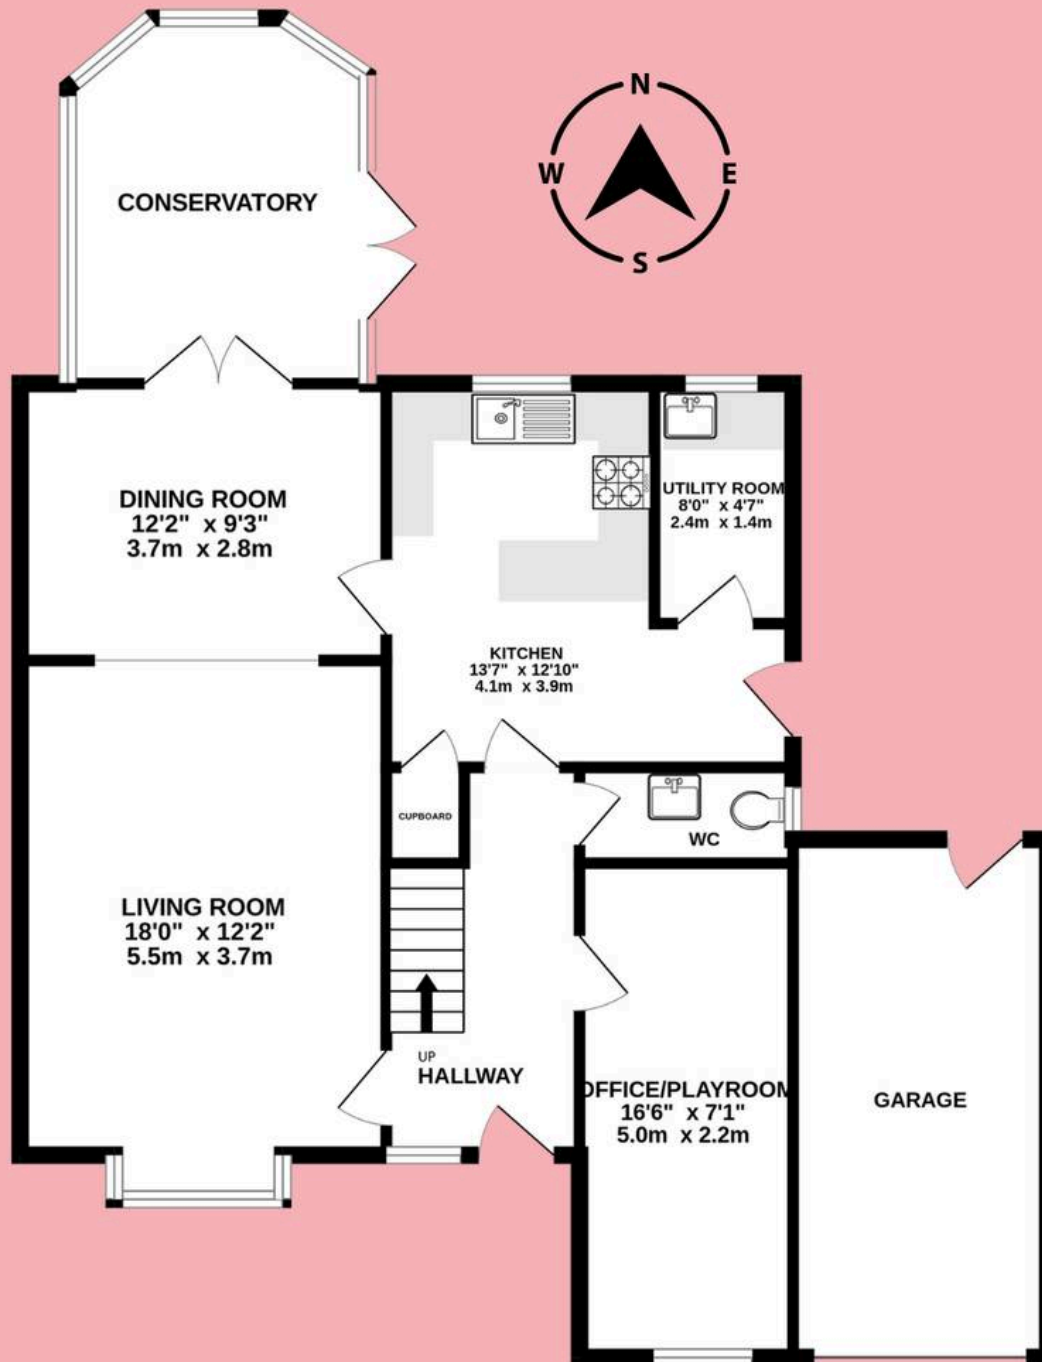 N
W E
S
CONSERVATORY
DINING ROOM
12'2" x 9'3"
3.7m x 2.8m
UTILITY ROOM
8'0" x 4'7"
2.4m x 1.4m
KITCHEN
13'7" x 12'10"
4.1m x 3.9m
CUPBOARD
WC
LIVING ROOM
18'0" x 12'2"
5.5m x 3.7m
UP
HALLWAY
OFFICE/PLAYROOM
16'6" x 7'1"
5.0m x 2.2m
GARAGE